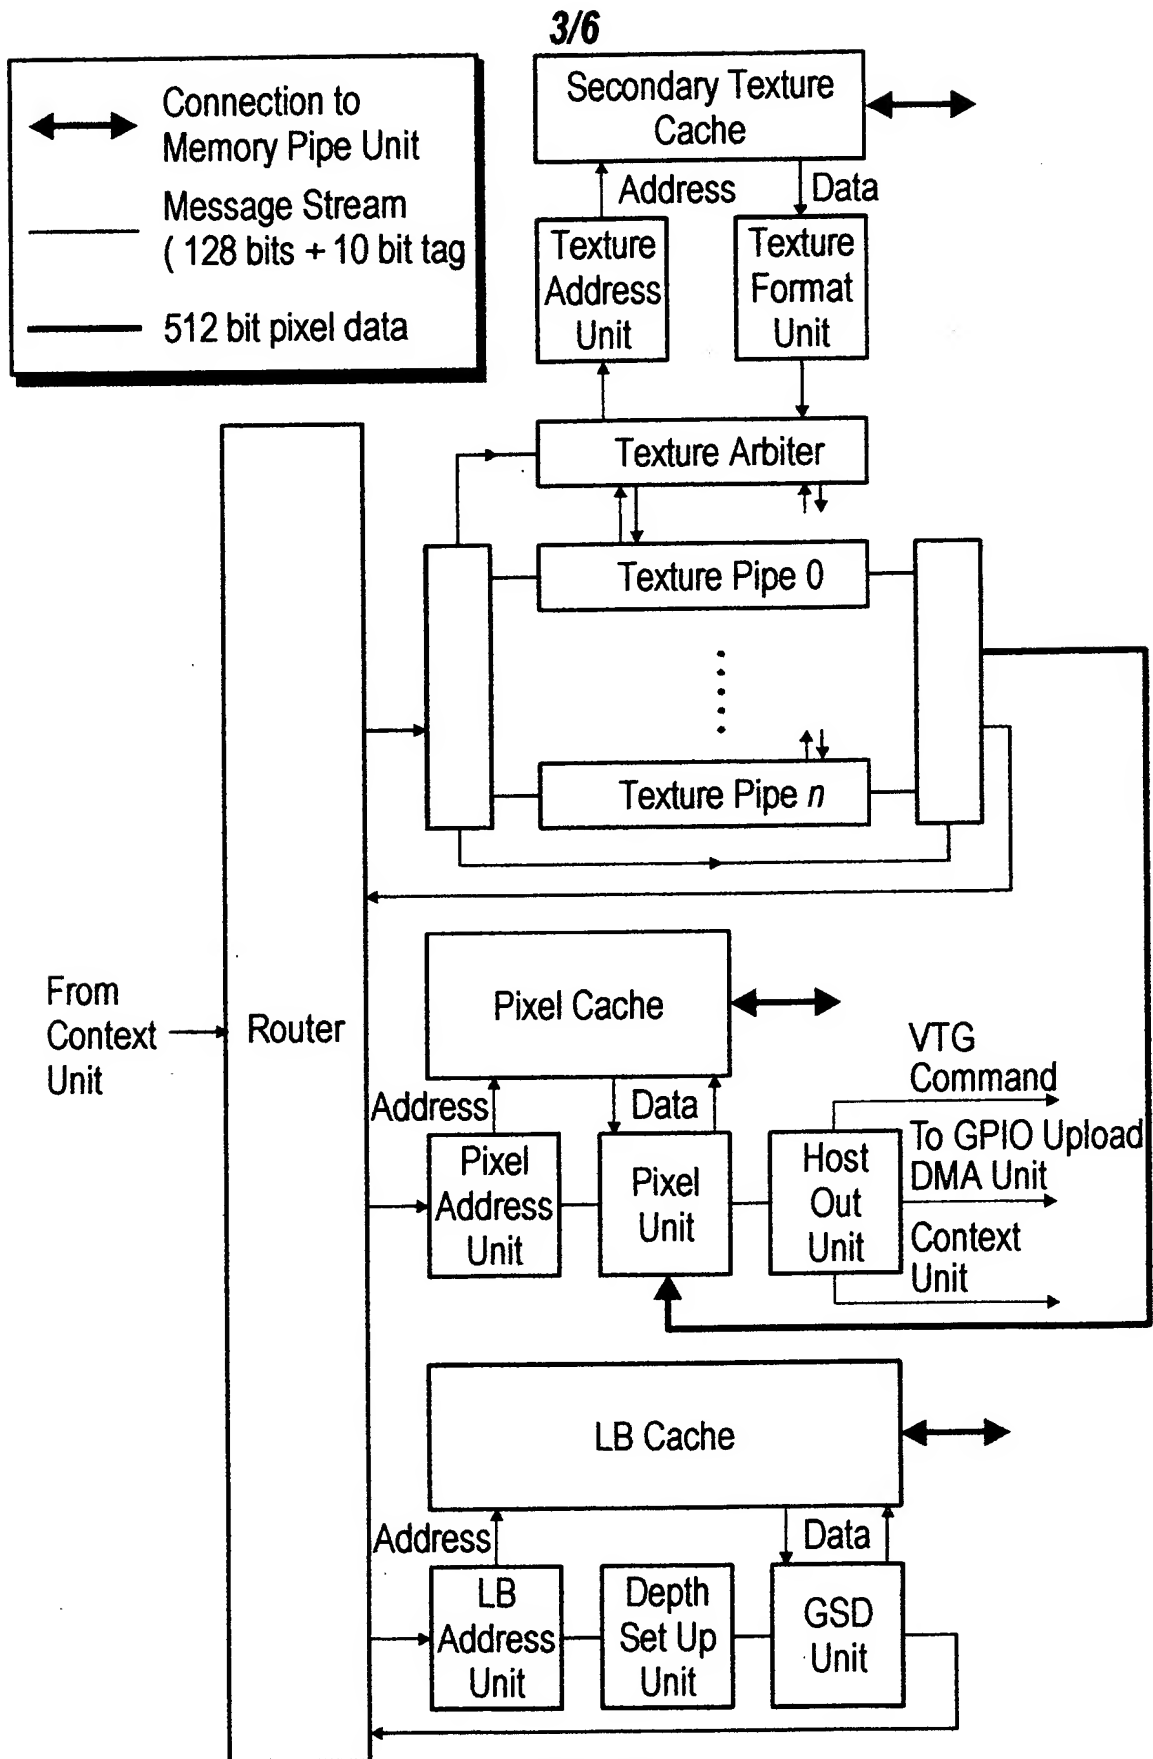 3/6
Connection to
Memory Pipe Unit
Message Stream
( 128 bits + 10 bit tag
512 bit pixel data
Secondary Texture
Cache
Address
Data
Texture
Address
Unit
Texture
Format
Unit
Texture Arbiter
Texture Pipe 0
Texture Pipe n
From
Context
Unit
Router
Pixel Cache
Address
Data
Pixel
Address
Unit
Pixel
Unit
Host
Out
Unit
VTG
Command
To GPIO Upload
DMA Unit
Context
Unit
LB Cache
Address
Data
LB
Address
Unit
Depth
Set Up
Unit
GSD
Unit